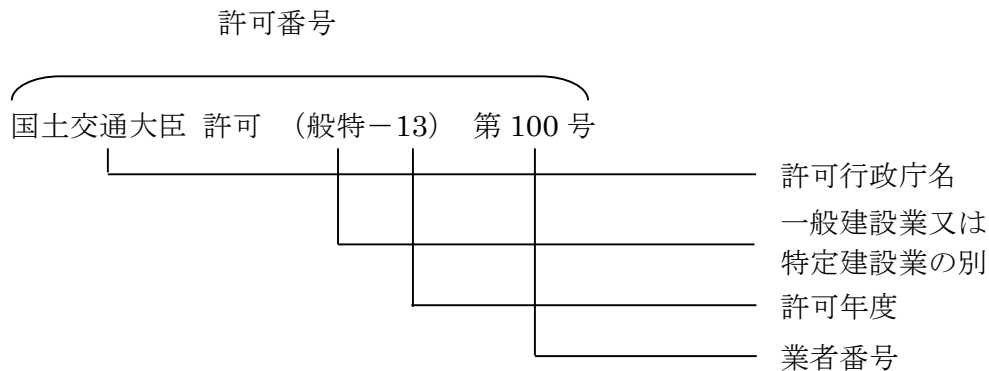 許可番号
国土交通大臣 許可 （般特－13） 第 100 号
許可行政庁名
一般建設業又は
特定建設業の別
許可年度
業者番号